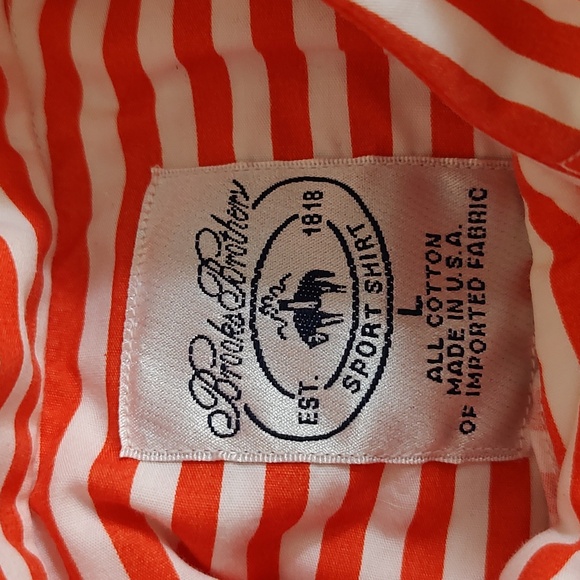 Brooks Brothers
EST. 1818
SPORT SHIRT
L
ALL COTTON
MADE IN U.S.A.
OF IMPORTED FABRIC